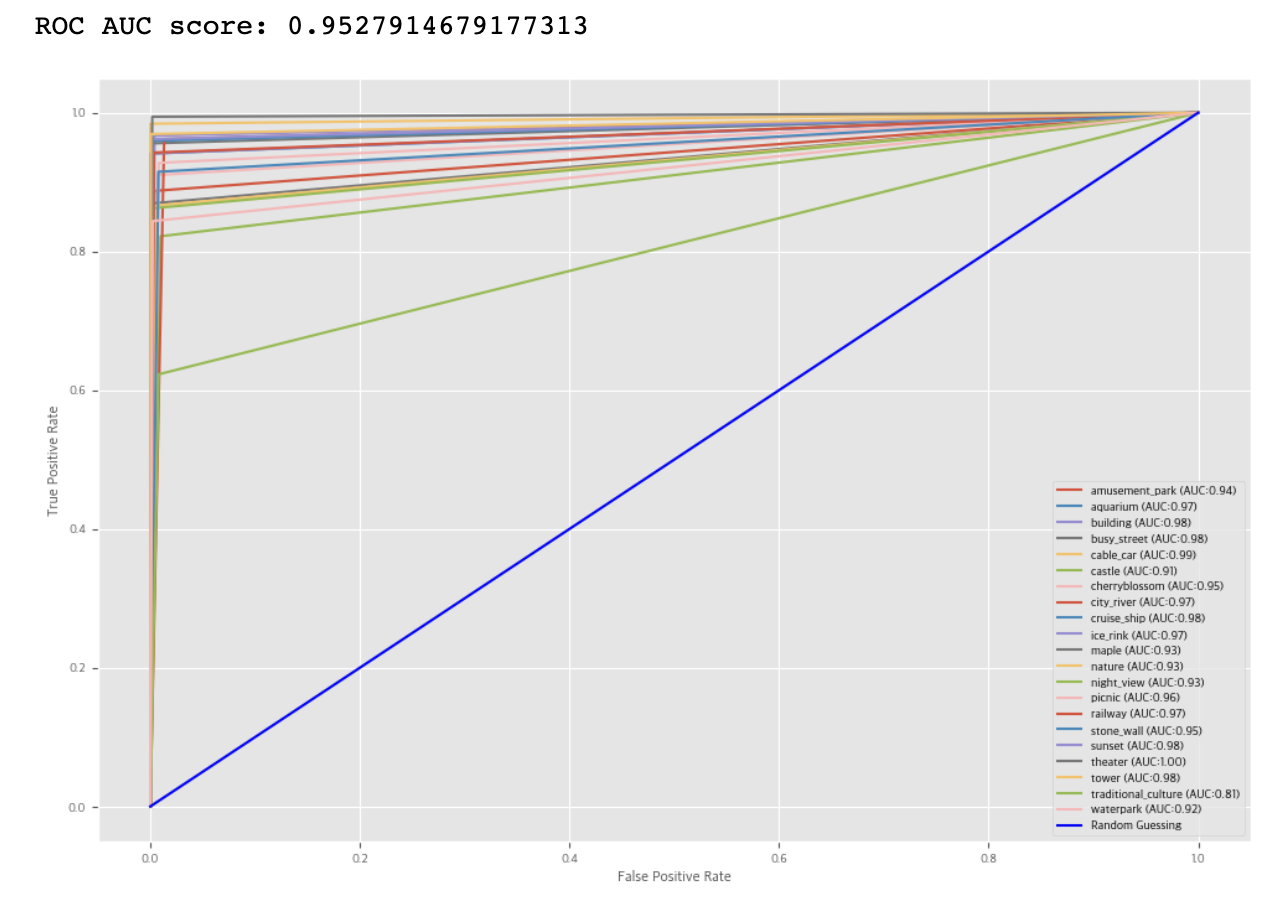 ROC AUC score: 0.9527914679177313
1.0
0.8
0.6
0.4
0.2
0.0
True Positive Rate
amusement_park (AUC:0.94)
aquarium (AUC:0.97)
building (AUC:0.98)
busy_street (AUC:0.98)
cable_car (AUC:0.99)
castle (AUC:0.91)
cherryblossom (AUC:0.95)
city_river (AUC:0.97)
cruise_ship (AUC:0.98)
ice_rink (AUC:0.97)
maple (AUC:0.93)
nature (AUC:0.93)
night_view (AUC:0.93)
picnic (AUC:0.96)
railway (AUC:0.97)
stone_wall (AUC:0.95)
sunset (AUC:0.98)
theater (AUC:1.00)
tower (AUC:0.98)
traditional_culture (AUC:0.81)
waterpark (AUC:0.92)
Random Guessing
0.0 0.2 0.4 0.6 0.8 1.0
False Positive Rate